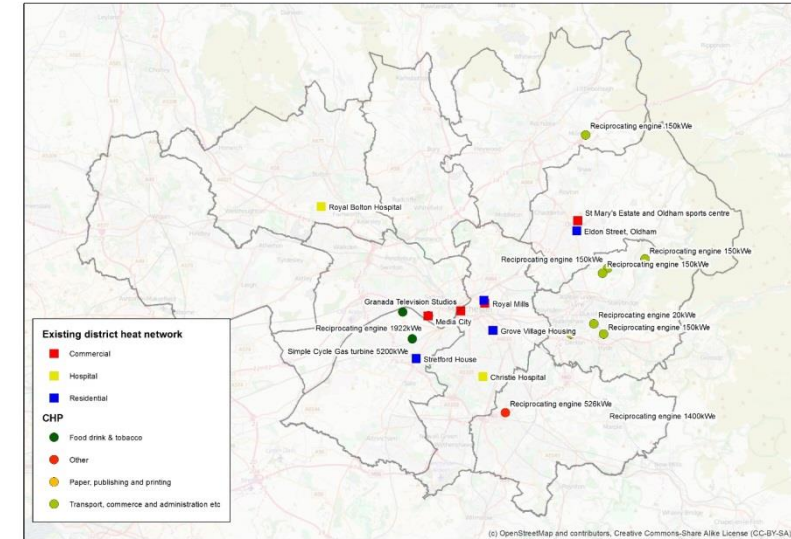 Reciprocating engine 150kWe
Royal Bolton Hospital
St Mary's Estate and Oldham sports centre
Eldon Street, Oldham
Reciprocating engine 150kWe
Reciprocating engine 150kWe
Reciprocating engine 150kWe
Granada Television Studios
Royal Mills
Media City
Reciprocating engine 20kWe
Reciprocating engine 1922kWe
Grove Village Housing
Reciprocating engine 150kWe
Simple Cycle Gas turbine 5200kWe
Stretford House
Christie Hospital
Reciprocating engine 526kWe
Reciprocating engine 1400kWe
Existing district heat network
Commercial
Hospital
Residential
CHP
Food drink & tobacco
Other
Paper, publishing and printing
Transport, commerce and administration etc
(c) OpenStreetMap and contributors, Creative Commons-Share Alike License (CC-BY-SA)